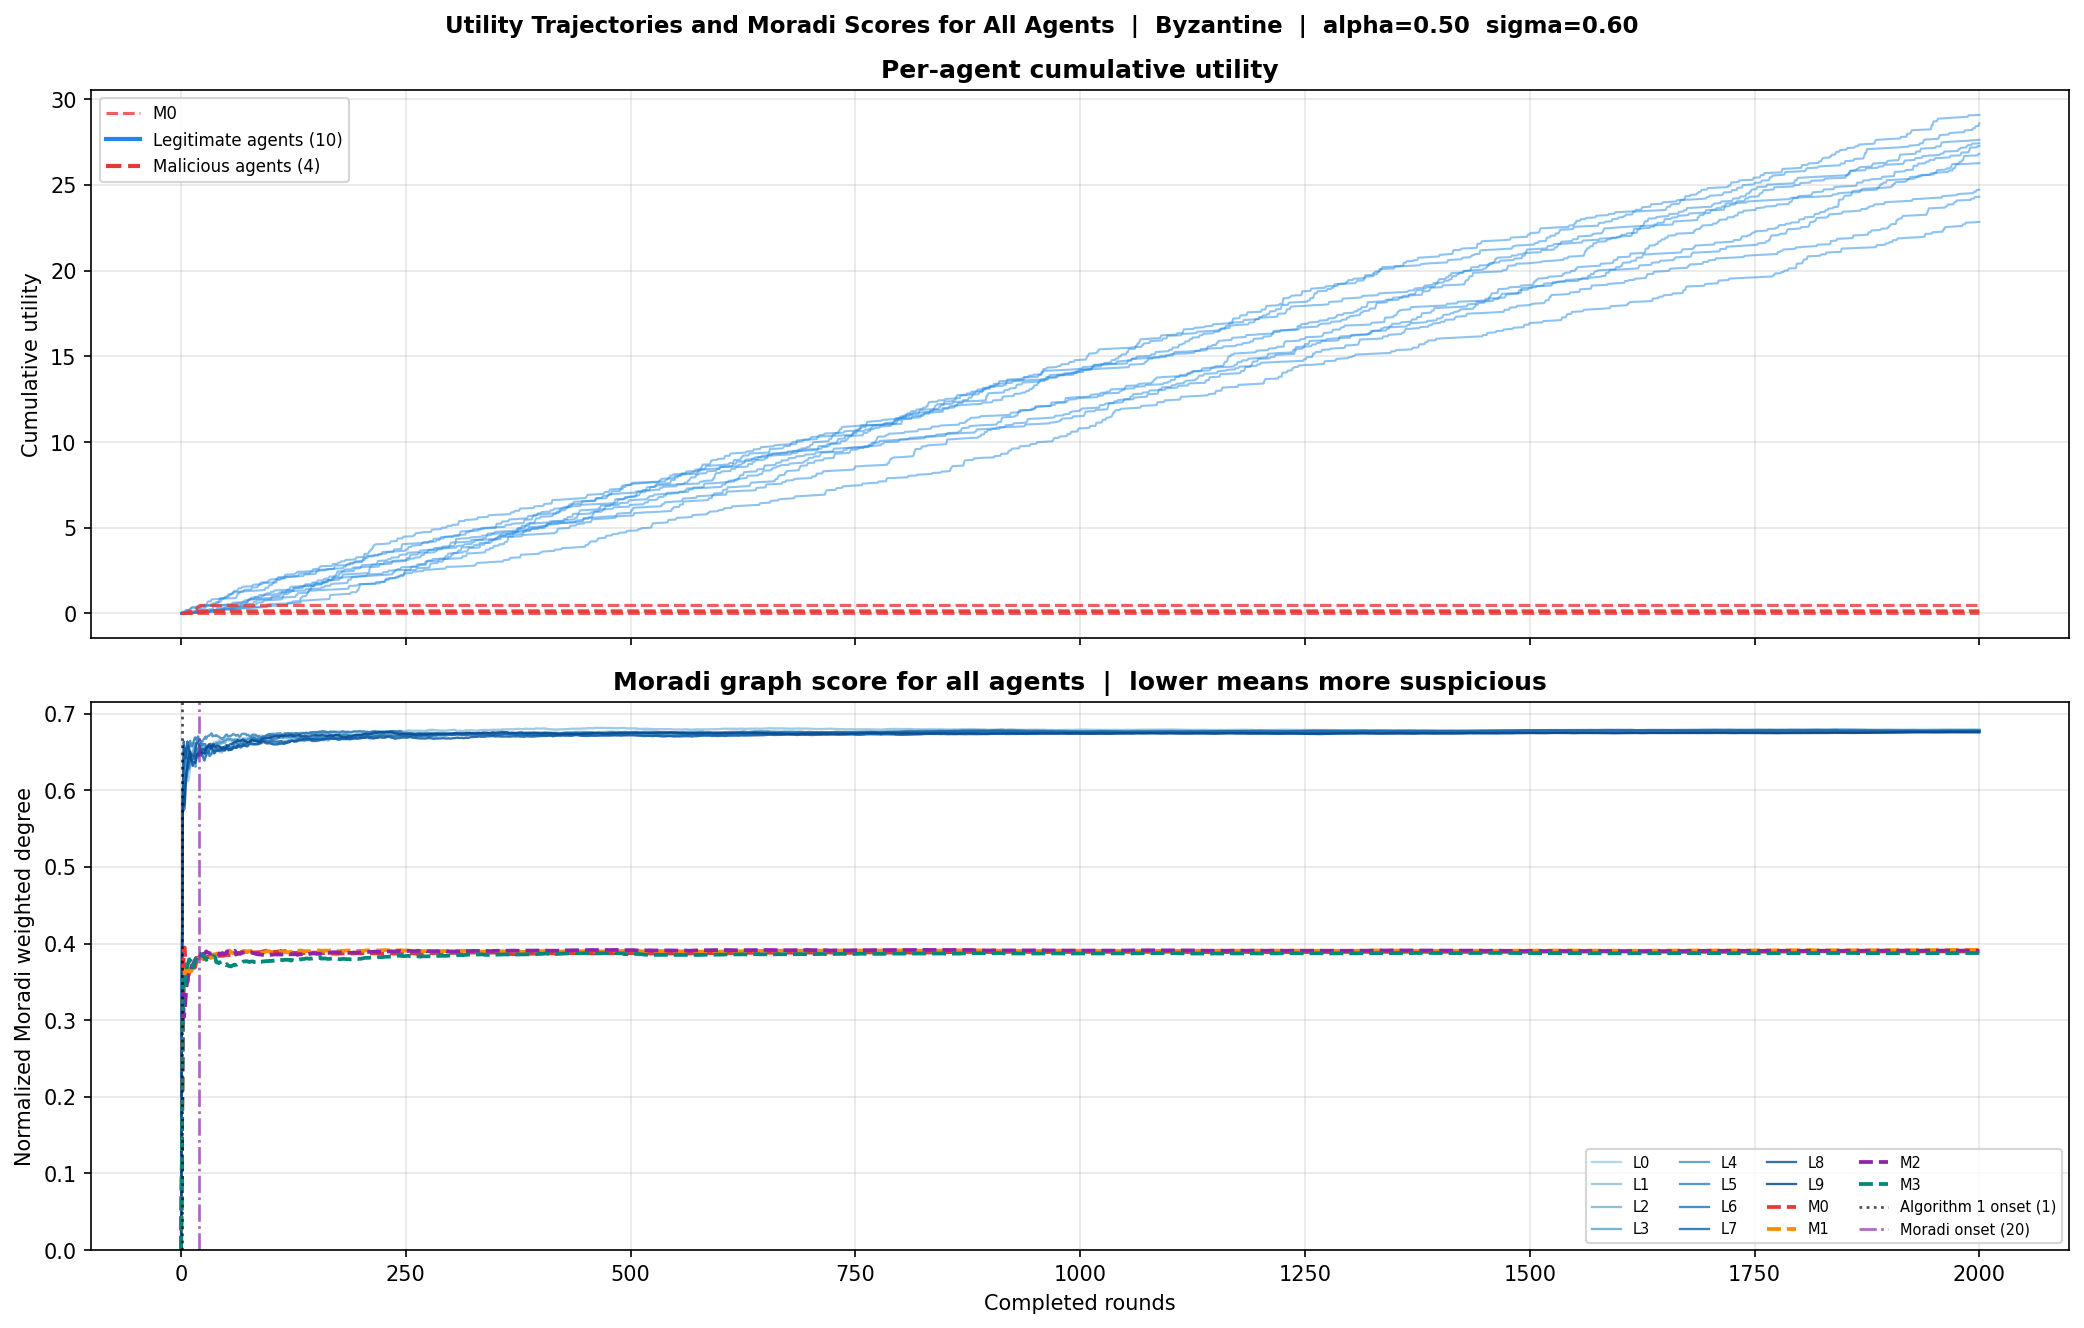 Utility Trajectories and Moradi Scores for All Agents | Byzantine | alpha=0.50 sigma=0.60
Per-agent cumulative utility
M0
Legitimate agents (10)
Malicious agents (4)
Cumulative utility
30
25
20
15
10
5
0
Moradi graph score for all agents | lower means more suspicious
Normalized Moradi weighted degree
0.7
0.6
0.5
0.4
0.3
0.2
0.1
0.0
L0 L4 L8 M2
L1 L5 L9 M3
L2 L6 M0 Algorithm 1 onset (1)
L3 L7 M1 Moradi onset (20)
0 250 500 750 1000 1250 1500 1750 2000
Completed rounds